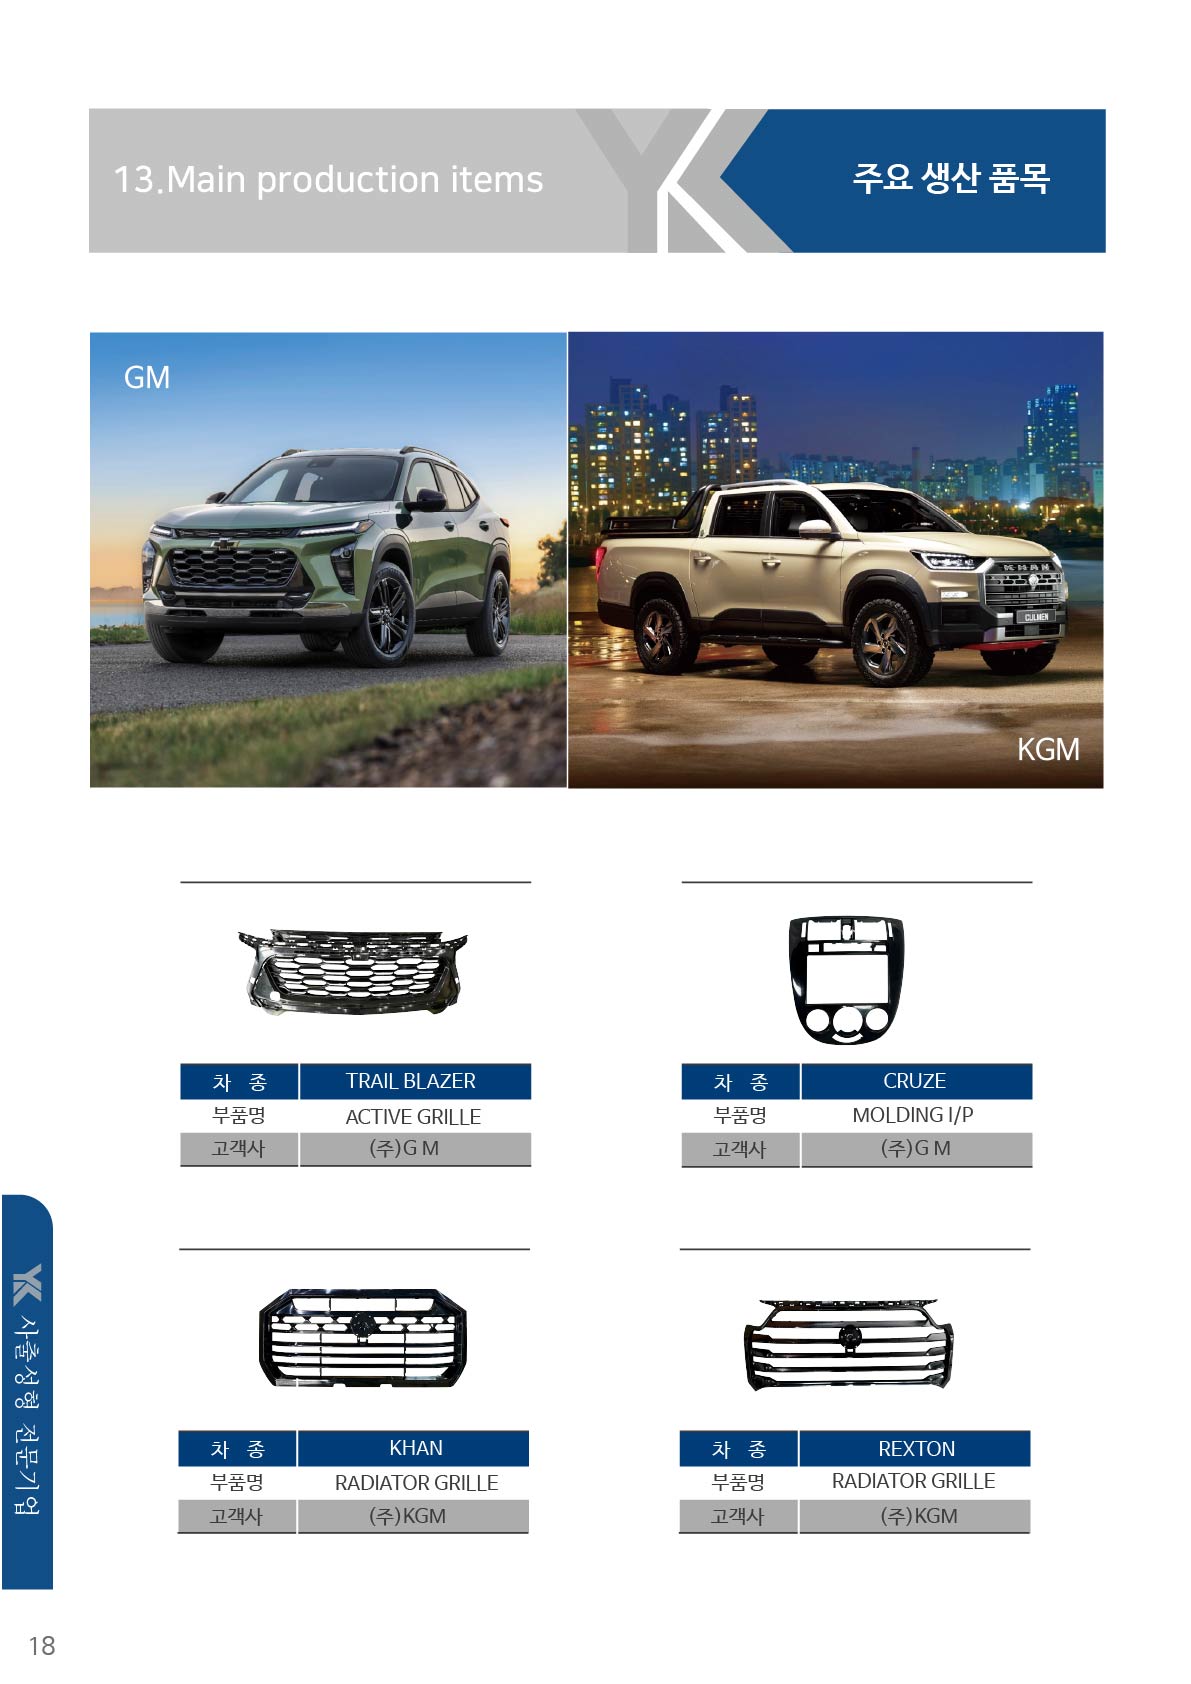 13.Main production items
주요 생산 품목
GM
KHAN
CULMEN
KGM
차 종 TRAIL BLAZER
부품명 ACTIVE GRILLE
고객사 (주)G M
차 종 CRUZE
부품명 MOLDING I/P
고객사 (주)G M
차 종 KHAN
부품명 RADIATOR GRILLE
고객사 (주)KGM
차 종 REXTON
부품명 RADIATOR GRILLE
고객사 (주)KGM
YK 사출성형 전문기업
18